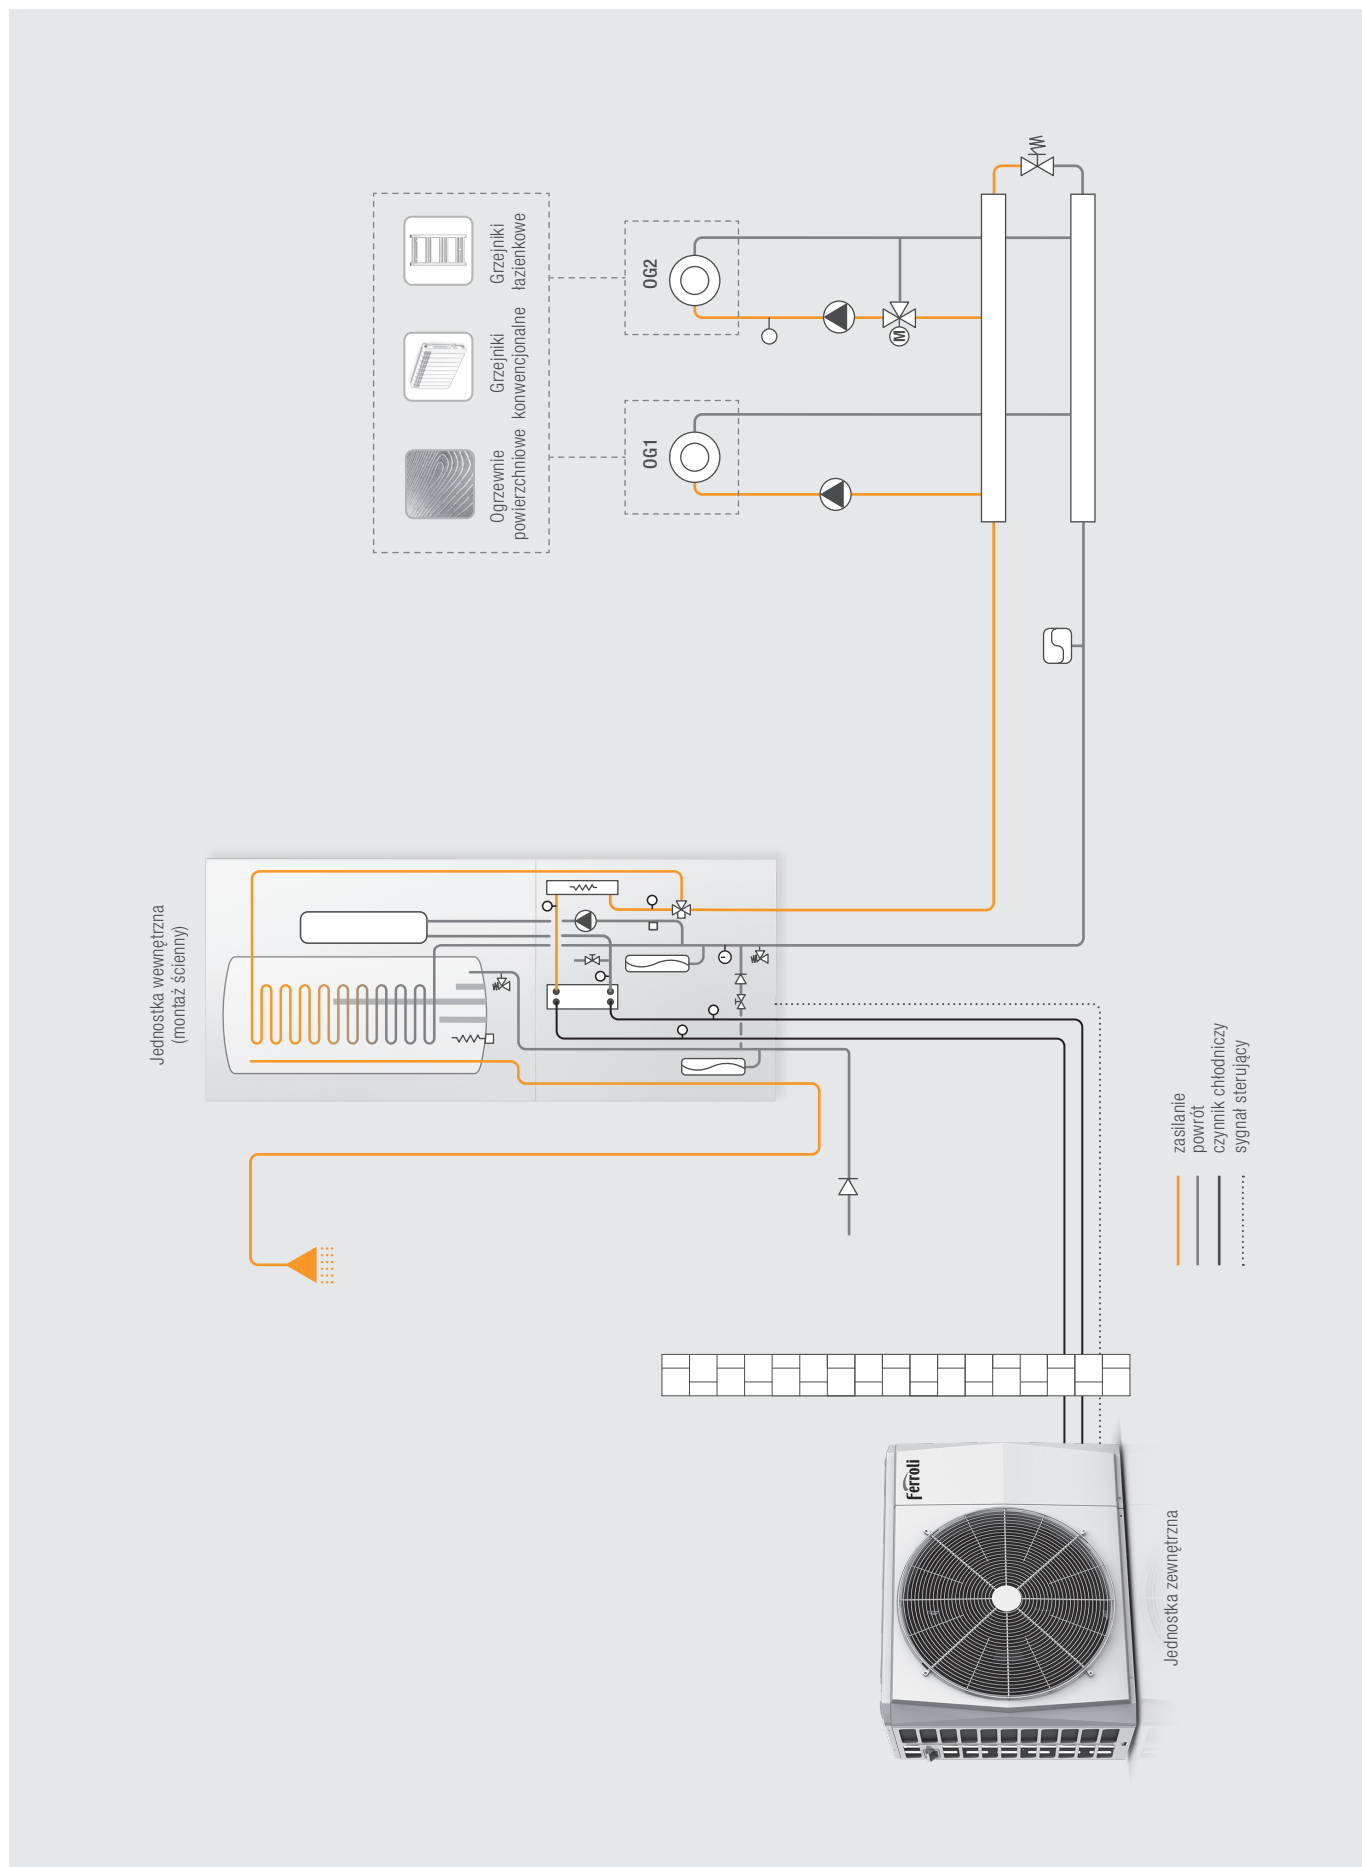 Jednostka wewnętrzna
(montaż ścienny)
Ogrzewnie
powierzchniowe
Grzejniki
konwencjonalne
Grzejniki
łazienkowe
OG1
OG2
M
zasilanie
powrót
czynnik chłodniczy
sygnał sterujący
Ferroli
Jednostka zewnętrzna